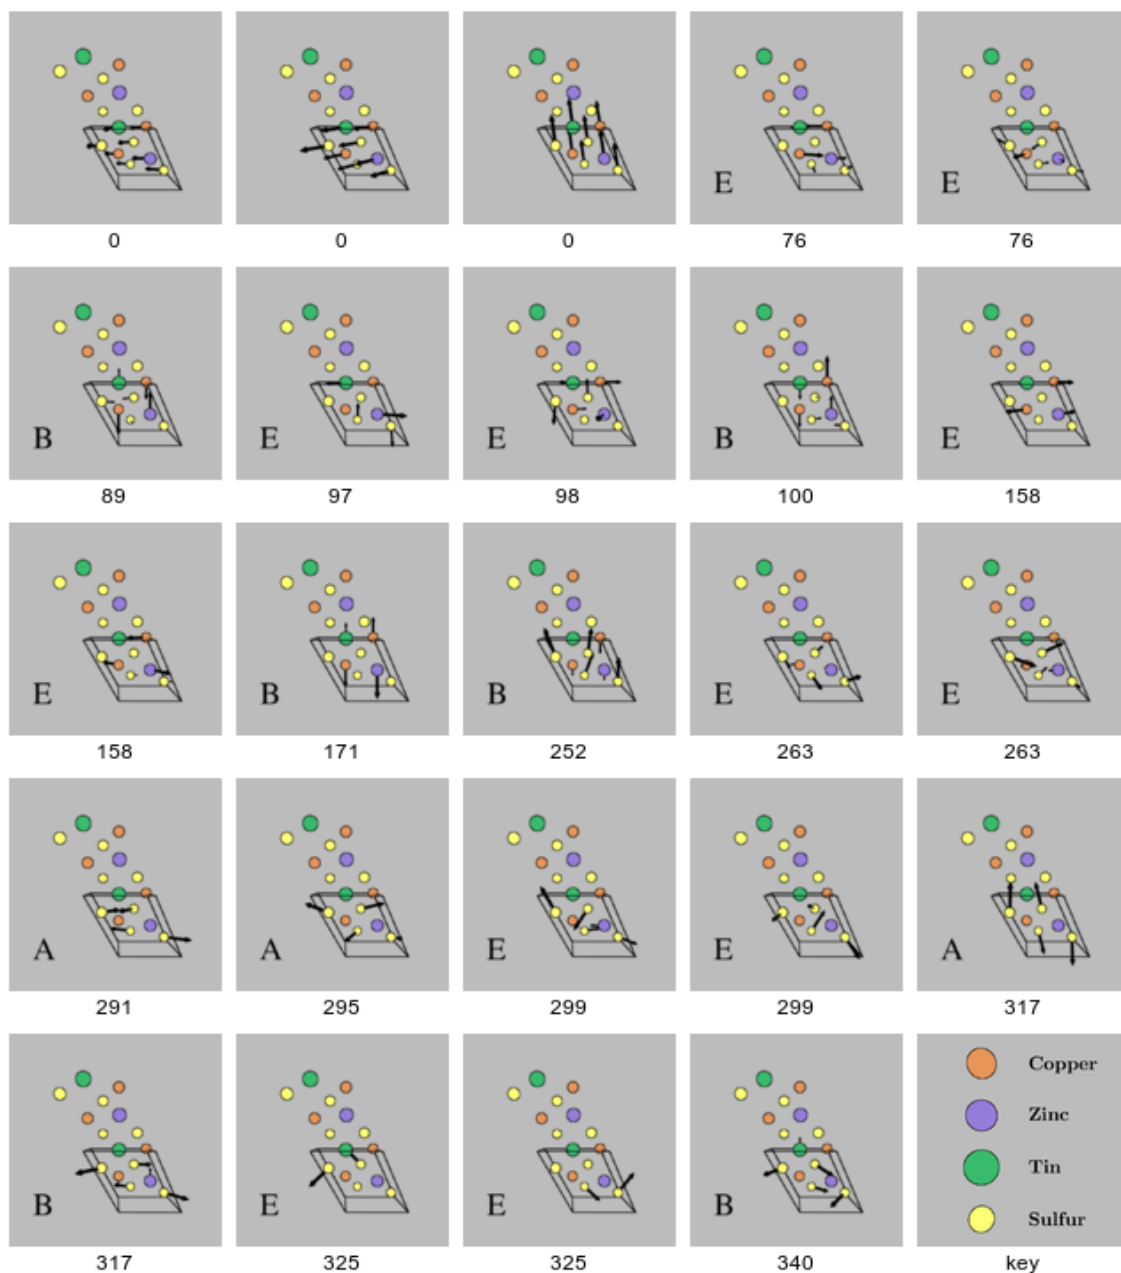 0 0 0 E 76 E 76
B 89 E 97 E 98 B 100 E 158
E 158 B 171 B 252 E 263 E 263
A 291 A 295 E 299 E 299 A 317
B 317 E 325 E 325 B 340
Copper
Zinc
Tin
Sulfur
key